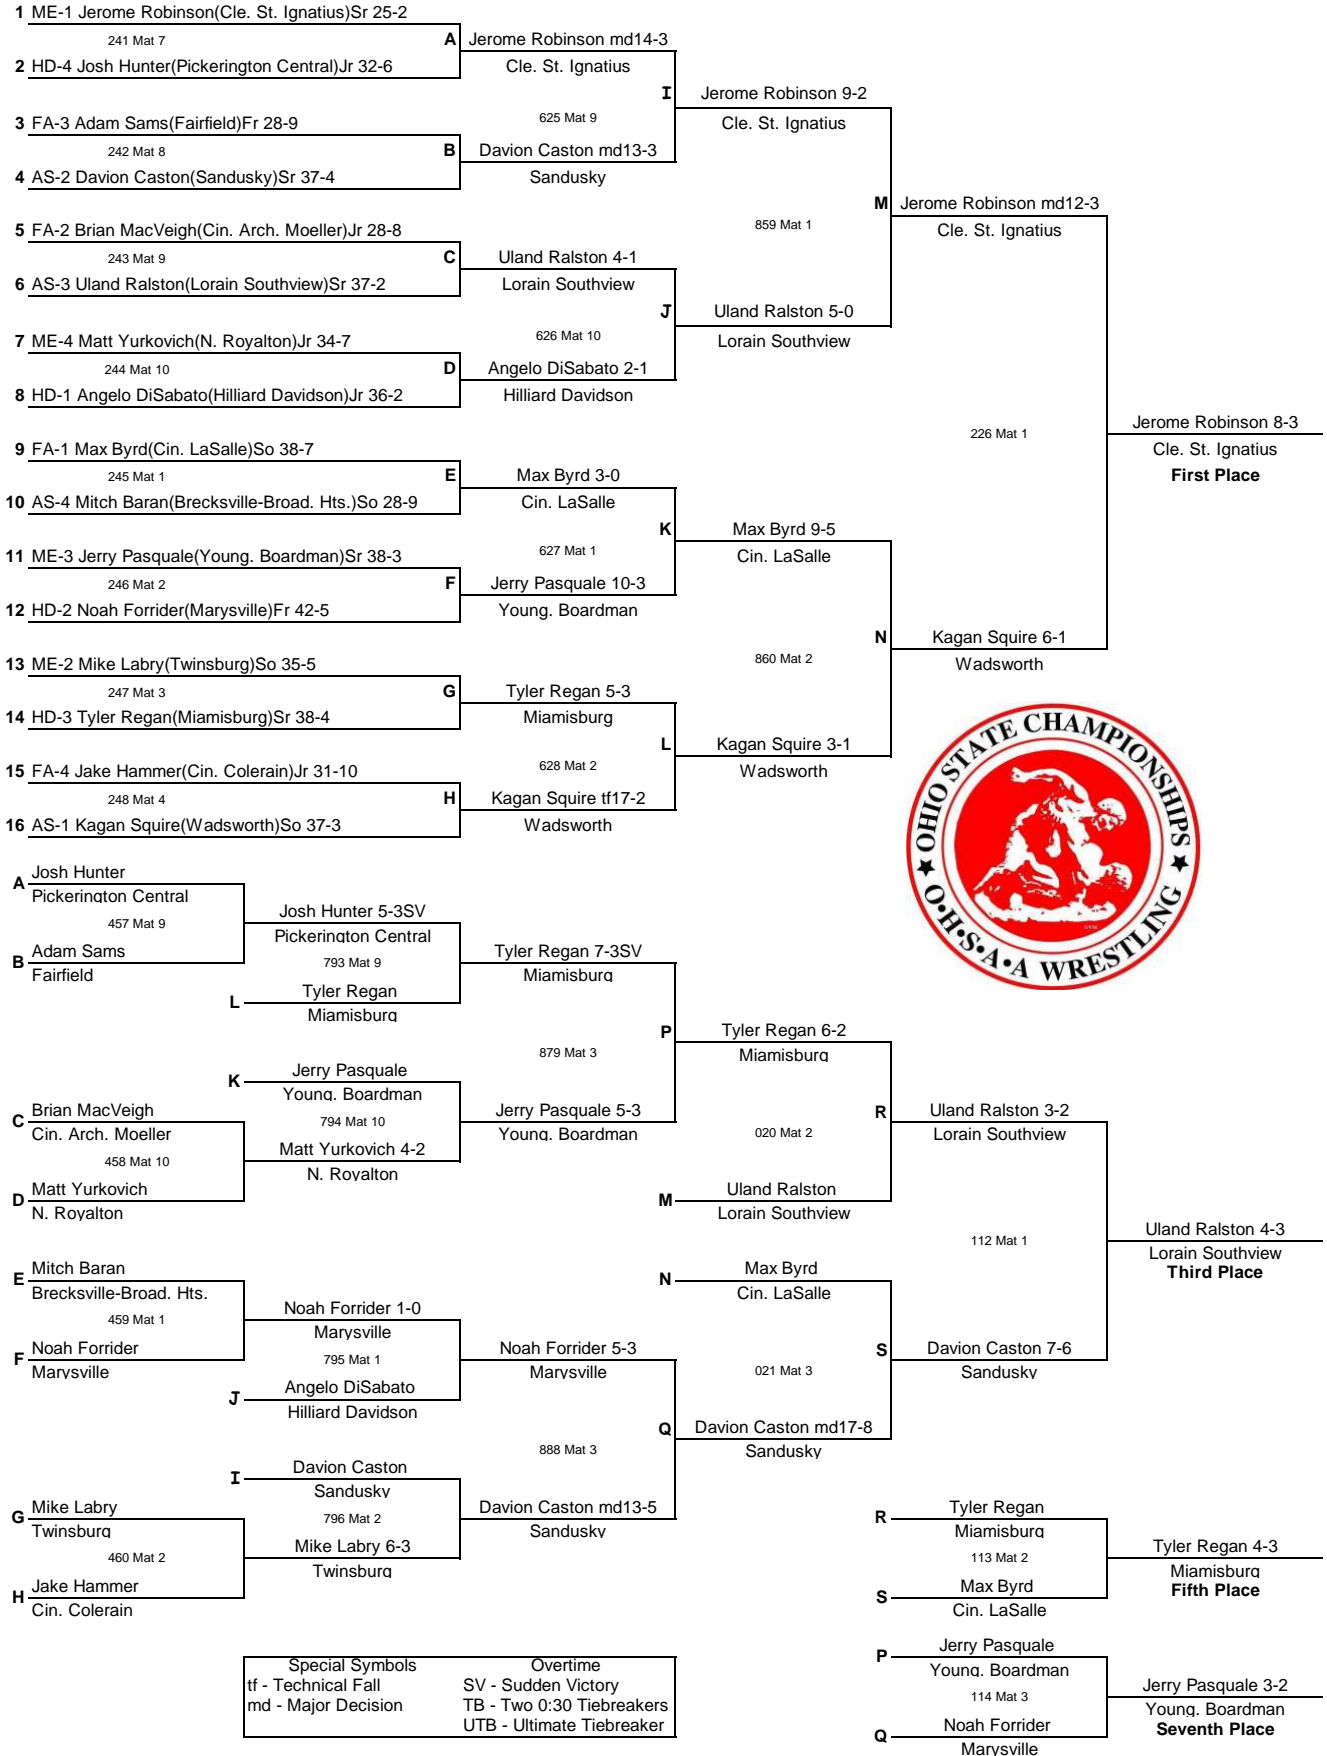 1 ME-1 Jerome Robinson(Cle. St. Ignatius)Sr 25-2
241 Mat 7
2 HD-4 Josh Hunter(Pickerington Central)Jr 32-6
A
Jerome Robinson md14-3
Cle. St. Ignatius
3 FA-3 Adam Sams(Fairfield)Fr 28-9
242 Mat 8
4 AS-2 Davion Caston(Sandusky)Sr 37-4
B
Davion Caston md13-3
Sandusky
625 Mat 9
I
Jerome Robinson 9-2
Cle. St. Ignatius
5 FA-2 Brian MacVeigh(Cin. Arch. Moeller)Jr 28-8
243 Mat 9
6 AS-3 Uland Ralston(Lorain Southview)Sr 37-2
C
Uland Ralston 4-1
Lorain Southview
7 ME-4 Matt Yurkovich(N. Royalton)Jr 34-7
244 Mat 10
8 HD-1 Angelo DiSabato(Hilliard Davidson)Jr 36-2
D
Angelo DiSabato 2-1
Hilliard Davidson
626 Mat 10
J
Uland Ralston 5-0
Lorain Southview
859 Mat 1
M
Jerome Robinson md12-3
Cle. St. Ignatius
9 FA-1 Max Byrd(Cin. LaSalle)So 38-7
245 Mat 1
10 AS-4 Mitch Baran(Brecksville-Broad. Hts.)So 28-9
E
Max Byrd 3-0
Cin. LaSalle
11 ME-3 Jerry Pasquale(Young. Boardman)Sr 38-3
246 Mat 2
12 HD-2 Noah Forrider(Marysville)Fr 42-5
F
Jerry Pasquale 10-3
Young. Boardman
627 Mat 1
K
Max Byrd 9-5
Cin. LaSalle
13 ME-2 Mike Labry(Twinsburg)So 35-5
247 Mat 3
14 HD-3 Tyler Regan(Miamisburg)Sr 38-4
G
Tyler Regan 5-3
Miamisburg
15 FA-4 Jake Hammer(Cin. Colerain)Jr 31-10
248 Mat 4
16 AS-1 Kagan Squire(Wadsworth)So 37-3
H
Kagan Squire tf17-2
Wadsworth
628 Mat 2
L
Kagan Squire 3-1
Wadsworth
860 Mat 2
N
Kagan Squire 6-1
Wadsworth
226 Mat 1
Jerome Robinson 8-3
Cle. St. Ignatius
First Place
OHIO STATE CHAMPIONSHIPS
O•H•S•A•A WRESTLING
A
Josh Hunter
Pickerington Central
457 Mat 9
B
Adam Sams
Fairfield
Josh Hunter 5-3SV
Pickerington Central
793 Mat 9
L
Tyler Regan
Miamisburg
Tyler Regan 7-3SV
Miamisburg
K
Jerry Pasquale
Young. Boardman
C
Brian MacVeigh
Cin. Arch. Moeller
458 Mat 10
D
Matt Yurkovich
N. Royalton
794 Mat 10
Matt Yurkovich 4-2
N. Royalton
Jerry Pasquale 5-3
Young. Boardman
879 Mat 3
P
Tyler Regan 6-2
Miamisburg
020 Mat 2
M
Uland Ralston
Lorain Southview
R
Uland Ralston 3-2
Lorain Southview
E
Mitch Baran
Brecksville-Broad. Hts.
459 Mat 1
F
Noah Forrider
Marysville
Noah Forrider 1-0
Marysville
795 Mat 1
J
Angelo DiSabato
Hilliard Davidson
Noah Forrider 5-3
Marysville
I
Davion Caston
Sandusky
G
Mike Labry
Twinsburg
460 Mat 2
H
Jake Hammer
Cin. Colerain
796 Mat 2
Mike Labry 6-3
Twinsburg
Davion Caston md13-5
Sandusky
888 Mat 3
Q
Davion Caston md17-8
Sandusky
N
Max Byrd
Cin. LaSalle
021 Mat 3
S
Davion Caston 7-6
Sandusky
112 Mat 1
Uland Ralston 4-3
Lorain Southview
Third Place
R
Tyler Regan
Miamisburg
113 Mat 2
S
Max Byrd
Cin. LaSalle
Tyler Regan 4-3
Miamisburg
Fifth Place
P
Jerry Pasquale
Young. Boardman
114 Mat 3
Q
Noah Forrider
Marysville
Jerry Pasquale 3-2
Young. Boardman
Seventh Place
Special Symbols
tf - Technical Fall
md - Major Decision
Overtime
SV - Sudden Victory
TB - Two 0:30 Tiebreakers
UTB - Ultimate Tiebreaker